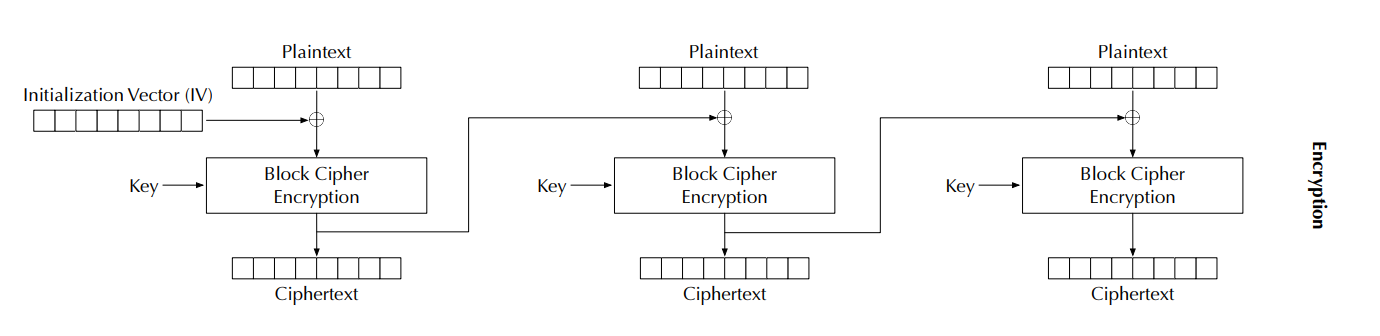 Plaintext
Plaintext
Plaintext
Initialization Vector (IV)
Key
Block Cipher
Encryption
Key
Block Cipher
Encryption
Key
Block Cipher
Encryption
Ciphertext
Ciphertext
Ciphertext
Encryption